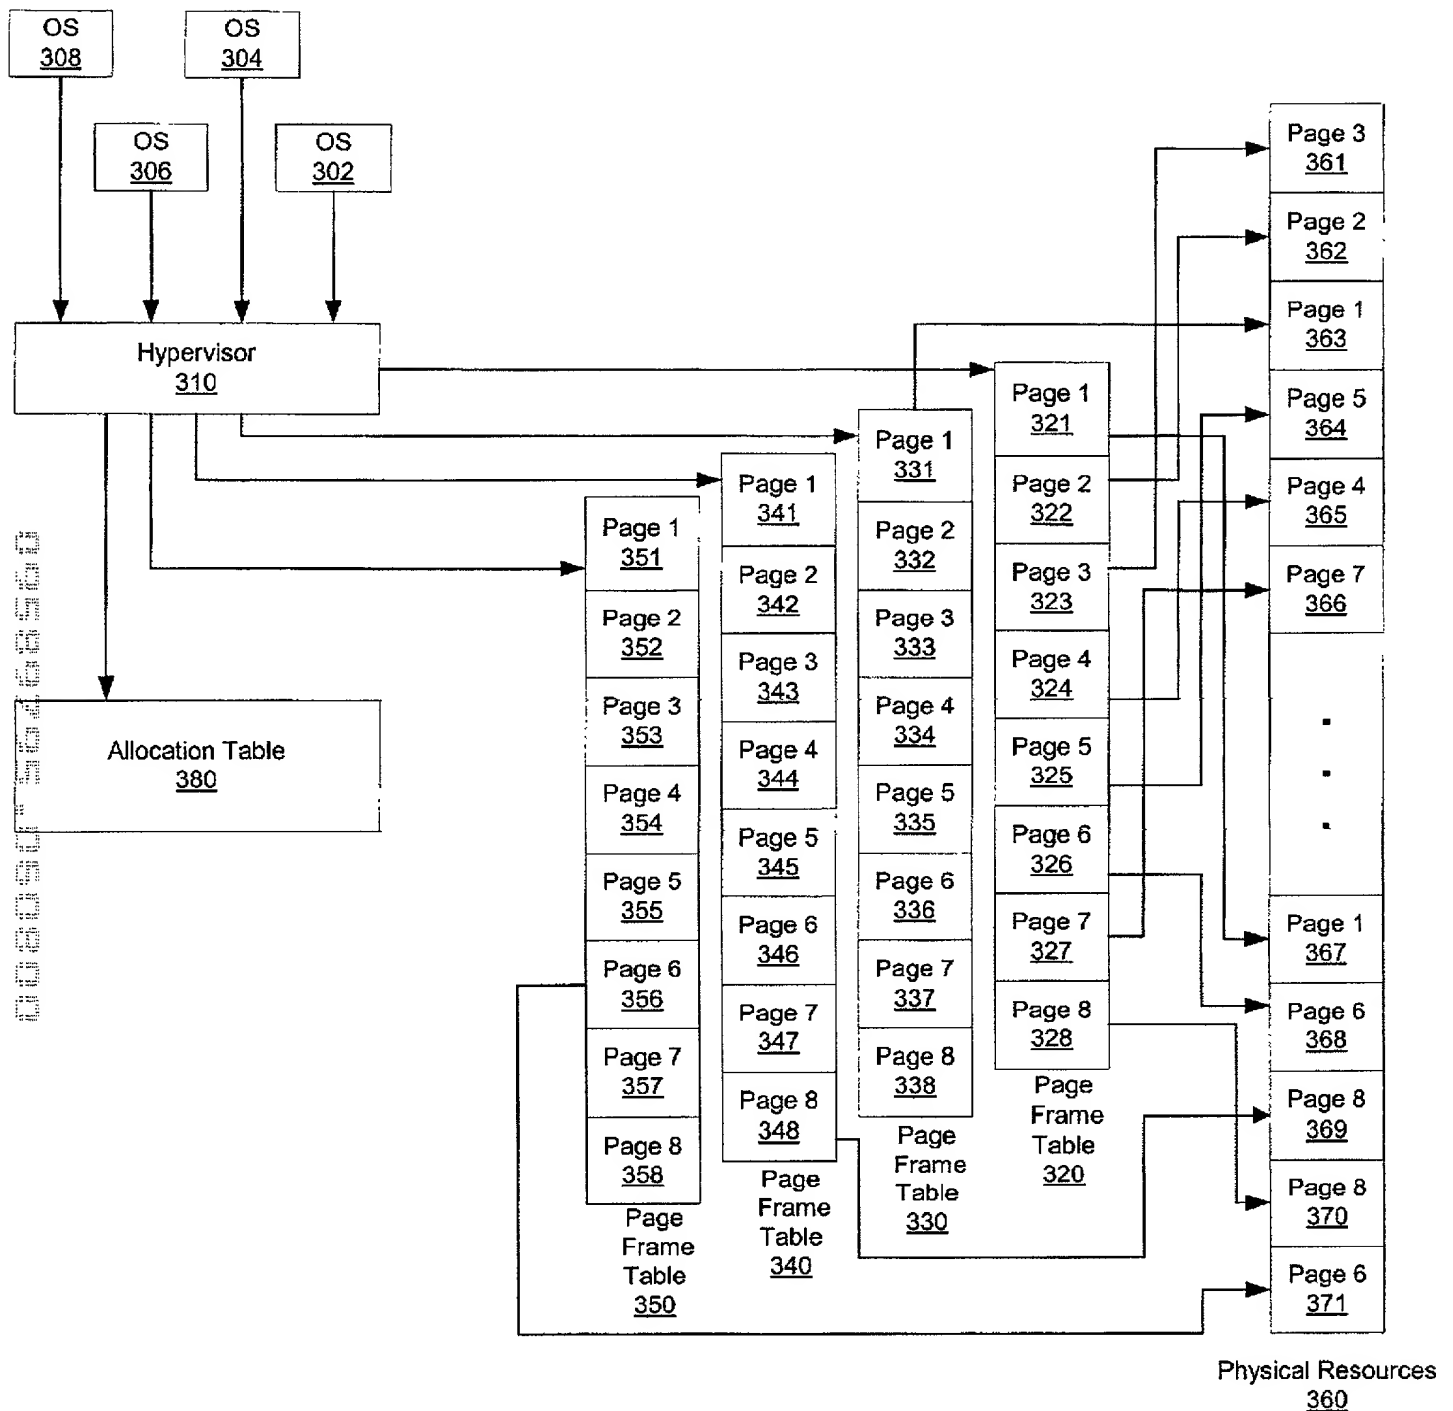 OS
308
OS
304
OS
306
OS
302
Hypervisor
310
Allocation Table
380
Page 1
351
Page 2
352
Page 3
353
Page 4
354
Page 5
355
Page 6
356
Page 7
357
Page 8
358
Page
Frame
Table
350
Page 1
341
Page 2
342
Page 3
343
Page 4
344
Page 5
345
Page 6
346
Page 7
347
Page 8
348
Page
Frame
Table
340
Page 1
331
Page 2
332
Page 3
333
Page 4
334
Page 5
335
Page 6
336
Page 7
337
Page 8
338
Page
Frame
Table
330
Page 1
321
Page 2
322
Page 3
323
Page 4
324
Page 5
325
Page 6
326
Page 7
327
Page 8
328
Page
Frame
Table
320
Page 3
361
Page 2
362
Page 1
363
Page 5
364
Page 4
365
Page 7
366
Page 1
367
Page 6
368
Page 8
369
Page 8
370
Page 6
371
Physical Resources
360